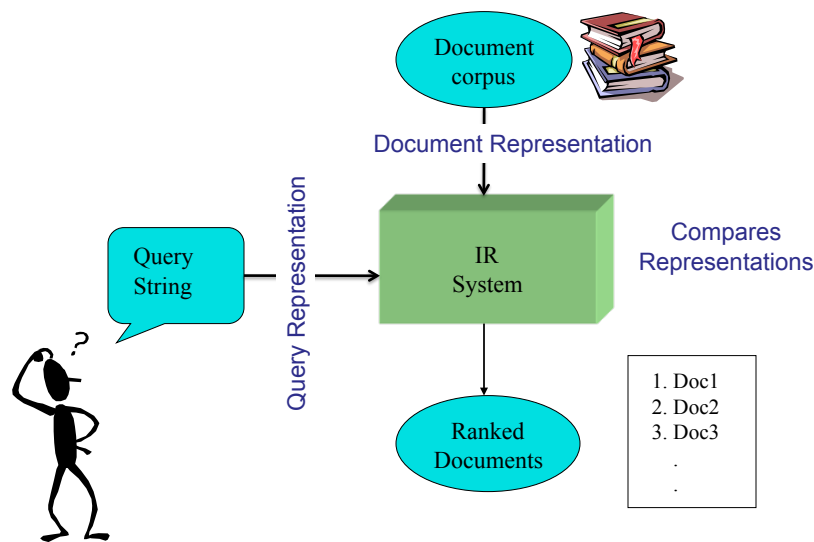 Document
corpus
Document Representation
Query Representation
Query
String
IR
System
Compares
Representations
?
Ranked
Documents
1. Doc1
2. Doc2
3. Doc3
.
.